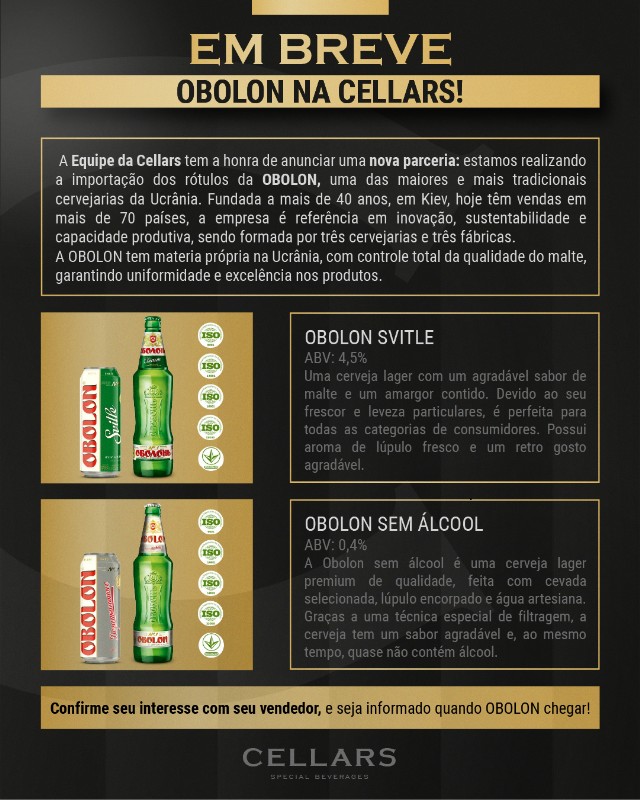 EM BREVE
OBOLON NA CELLARS!
A Equipe da Cellars tem a honra de anunciar uma nova parceria: estamos realizando
a importação dos rótulos da OBOLON, uma das maiores e mais tradicionais
cervejarias da Ucrânia. Fundada a mais de 40 anos, em Kiev, hoje têm vendas em
mais de 70 países, a empresa é referência em inovação, sustentabilidade e
capacidade produtiva, sendo formada por três cervejarias e três fábricas.
A OBOLON tem materia própria na Ucrânia, com controle total da qualidade do malte,
garantindo uniformidade e excelência nos produtos.
OBOLON
Svitle
OBOLON
OBOLON
ISO
ISO
ISO
ISO
OBOLON SVITLE
ABV: 4,5%
Uma cerveja lager com um agradável sabor de
malte e um amargor contido. Devido ao seu
frescor e leveza particulares, é perfeita para
todas as categorias de consumidores. Possui
aroma de lúpulo fresco e um retro gosto
agradável.
OBOLON
OBOLON
ISO
ISO
ISO
ISO
OBOLON SEM ÁLCOOL
ABV: 0,4%
A Obolon sem álcool é uma cerveja lager
premium de qualidade, feita com cevada
selecionada, lúpulo encorpado e água artesiana.
Graças a uma técnica especial de filtragem, a
cerveja tem um sabor agradável e, ao mesmo
tempo, quase não contém álcool.
Confirme seu interesse com seu vendedor, e seja informado quando OBOLON chegar!
CELLARS
SPECIAL BEVERAGES